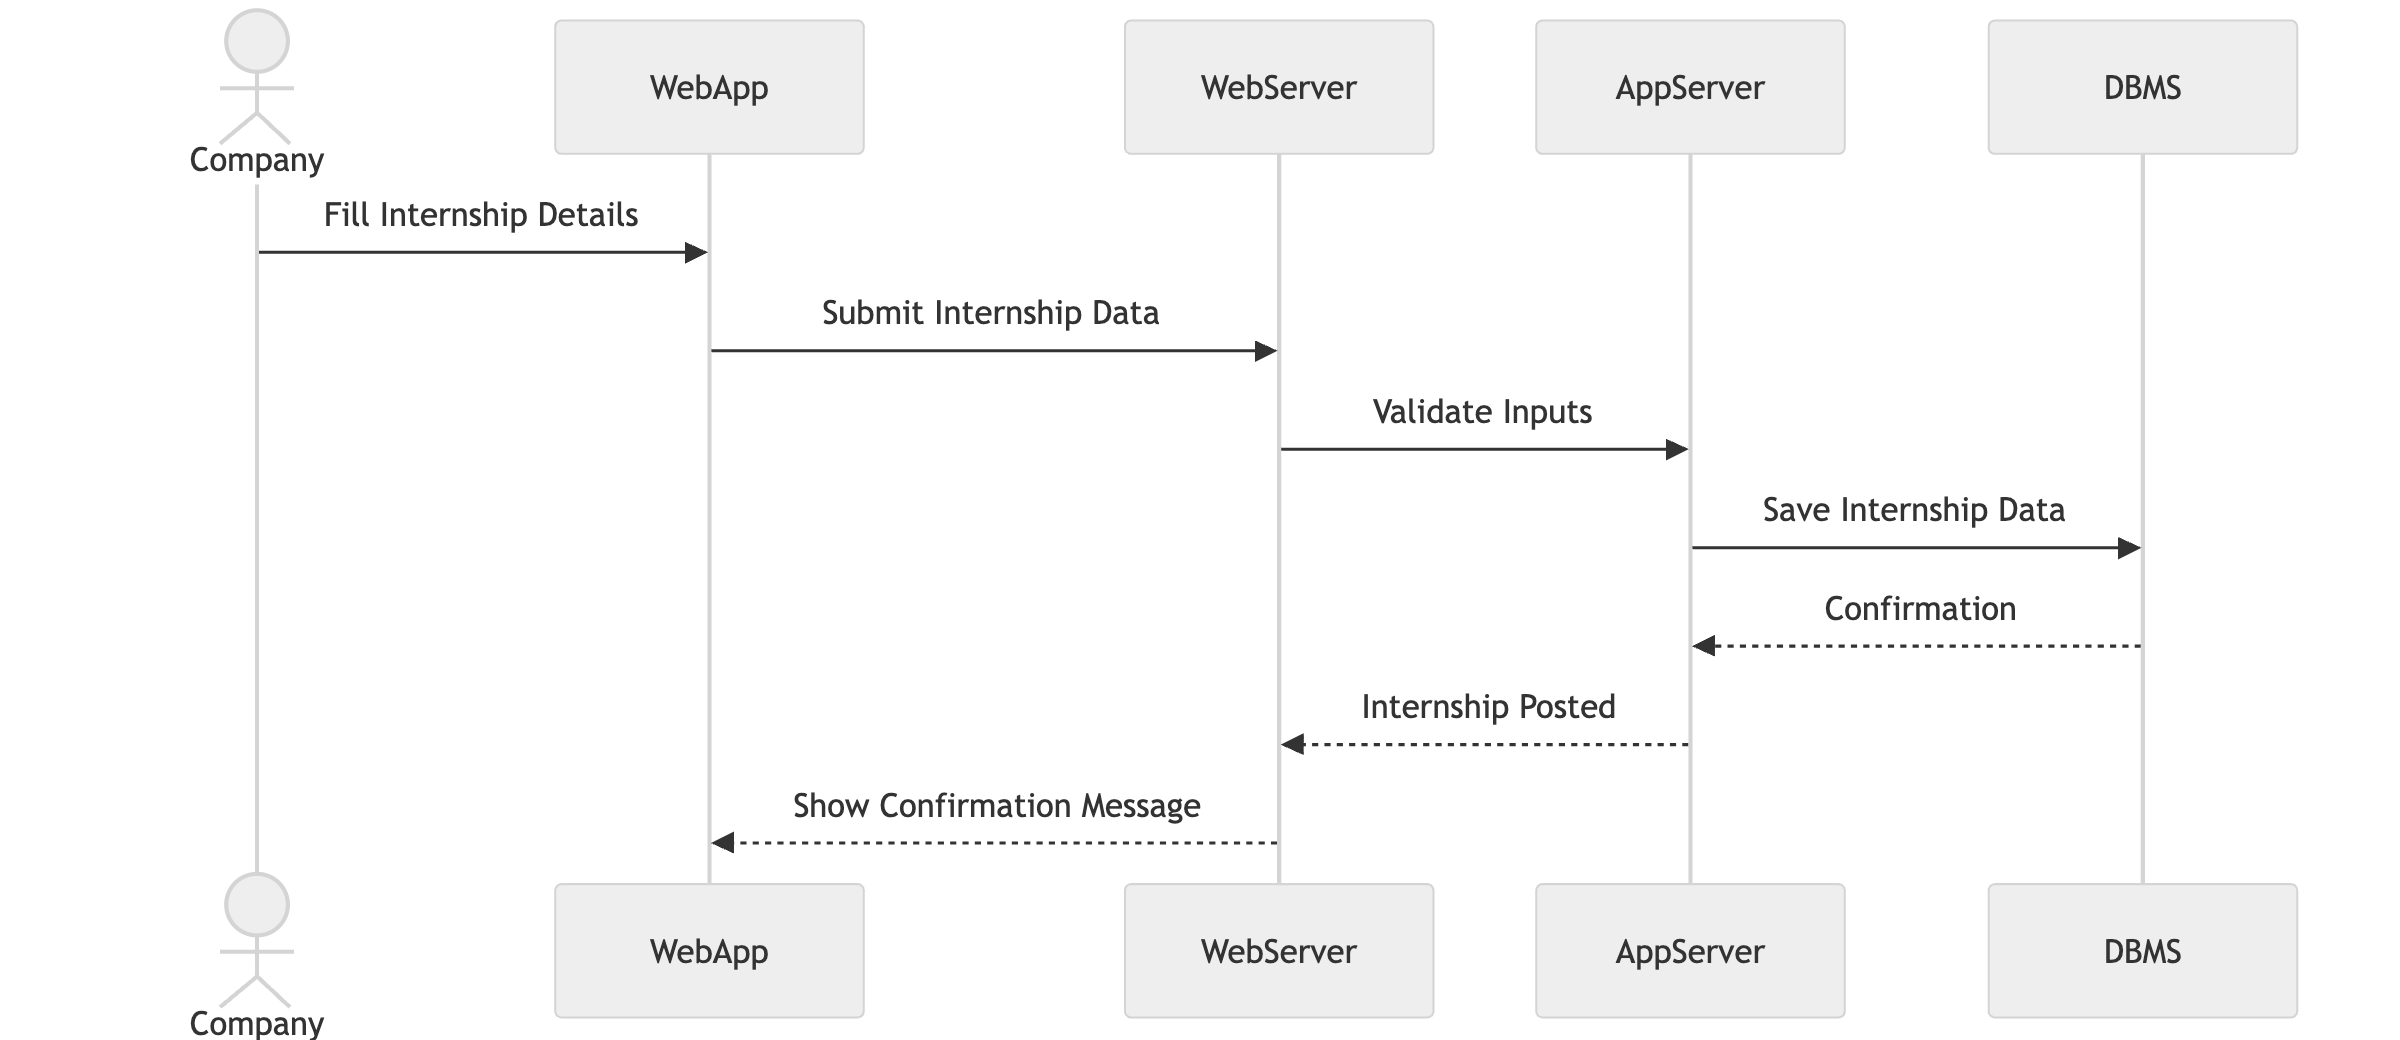 WebApp
WebServer
AppServer
DBMS
Company
Fill Internship Details
Submit Internship Data
Validate Inputs
Save Internship Data
Confirmation
Internship Posted
Show Confirmation Message
WebApp
WebServer
AppServer
DBMS
Company